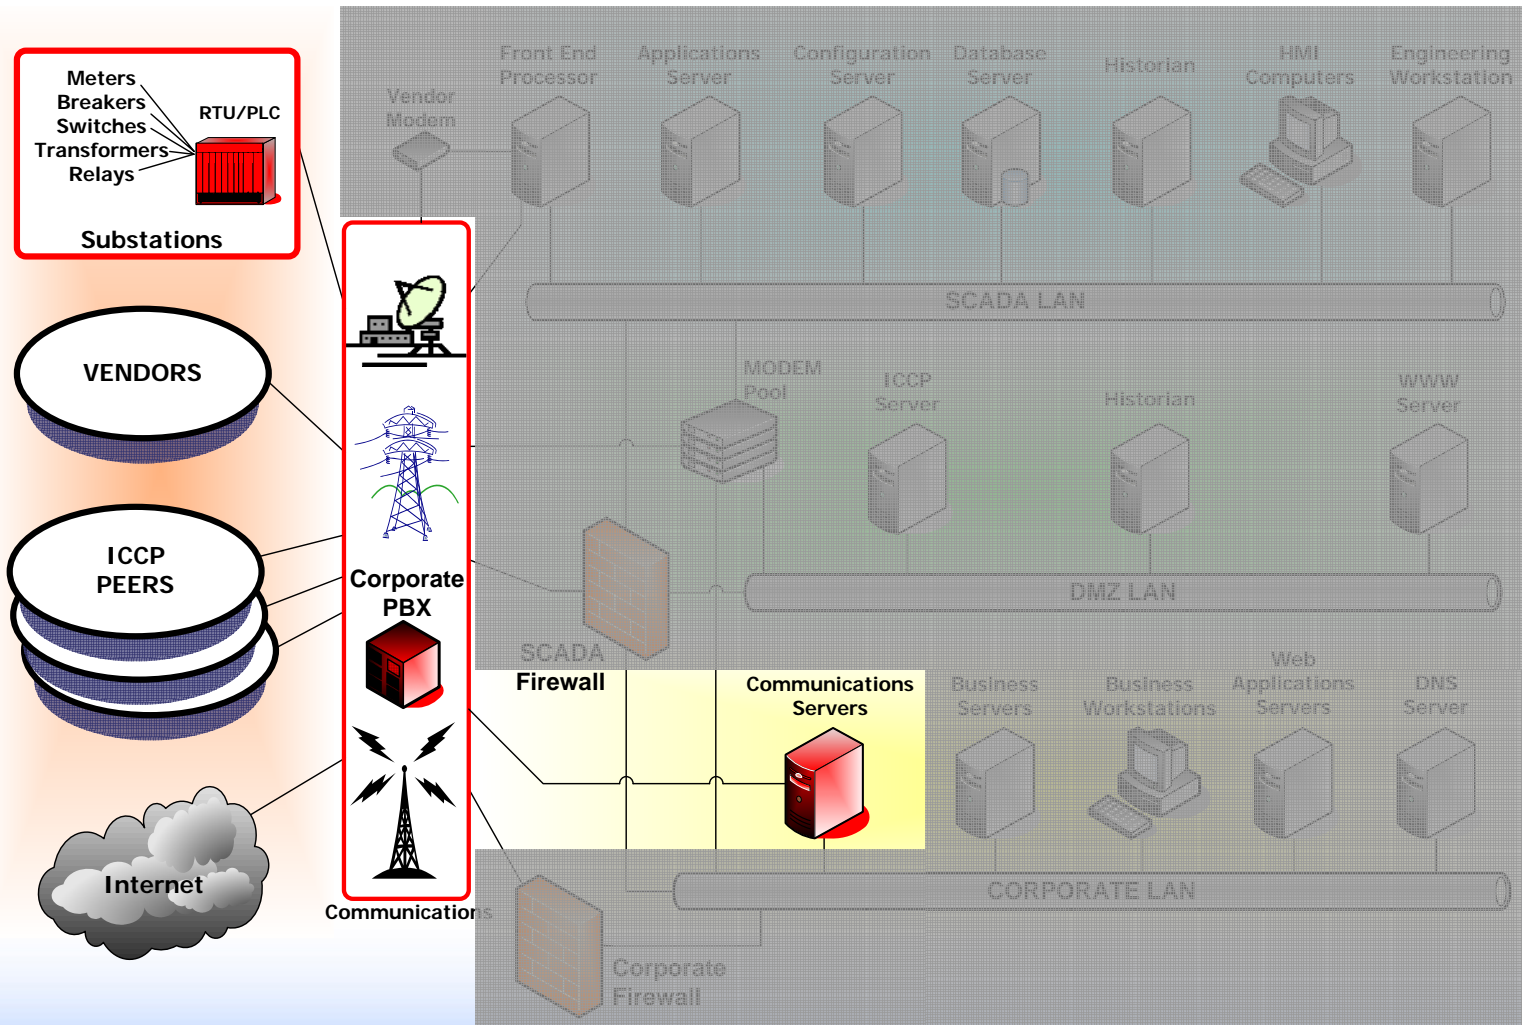 Meters
Breakers
Switches
Transformers
Relays
RTU/PLC
Substations
VENDORS
ICCP
PEERS
Internet
Corporate
PBX
Communications
Vendor
Modem
Front End
Processor
Applications
Server
Configuration
Server
Database
Server
Historian
HMI
Computers
Engineering
Workstation
SCADA LAN
MODEM
Pool
ICCP
Server
Historian
WWW
Server
DMZ LAN
SCADA
Firewall
Communications
Servers
Business
Servers
Business
Workstations
Web
Applications
Servers
DNS
Server
CORPORATE LAN
Corporate
Firewall